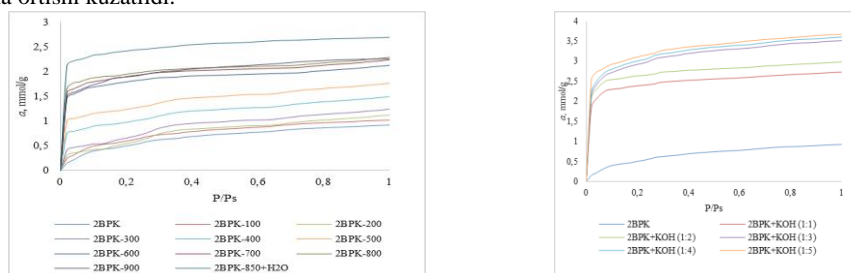 a ortishi kuzatildi.
3
2,5
2
1,5
1
0,5
0
a, mmol/g
0 0,2 0,4 0,6 0,8 1
P/Ps
2BPK 2BPK-100 2BPK-200
2BPK-300 2BPK-400 2BPK-500
2BPK-600 2BPK-700 2BPK-800
2BPK-900 2BPK-850+H2O
4
3,5
3
2,5
2
1,5
1
0,5
0
a, mmol/g
0 0,2 0,4 0,6 0,8 1
P/Ps
2BPK 2BPK+KOH (1:1)
2BPK+KOH (1:2) 2BPK+KOH (1:3)
2BPK+KOH (1:4) 2BPK+KOH (1:5)